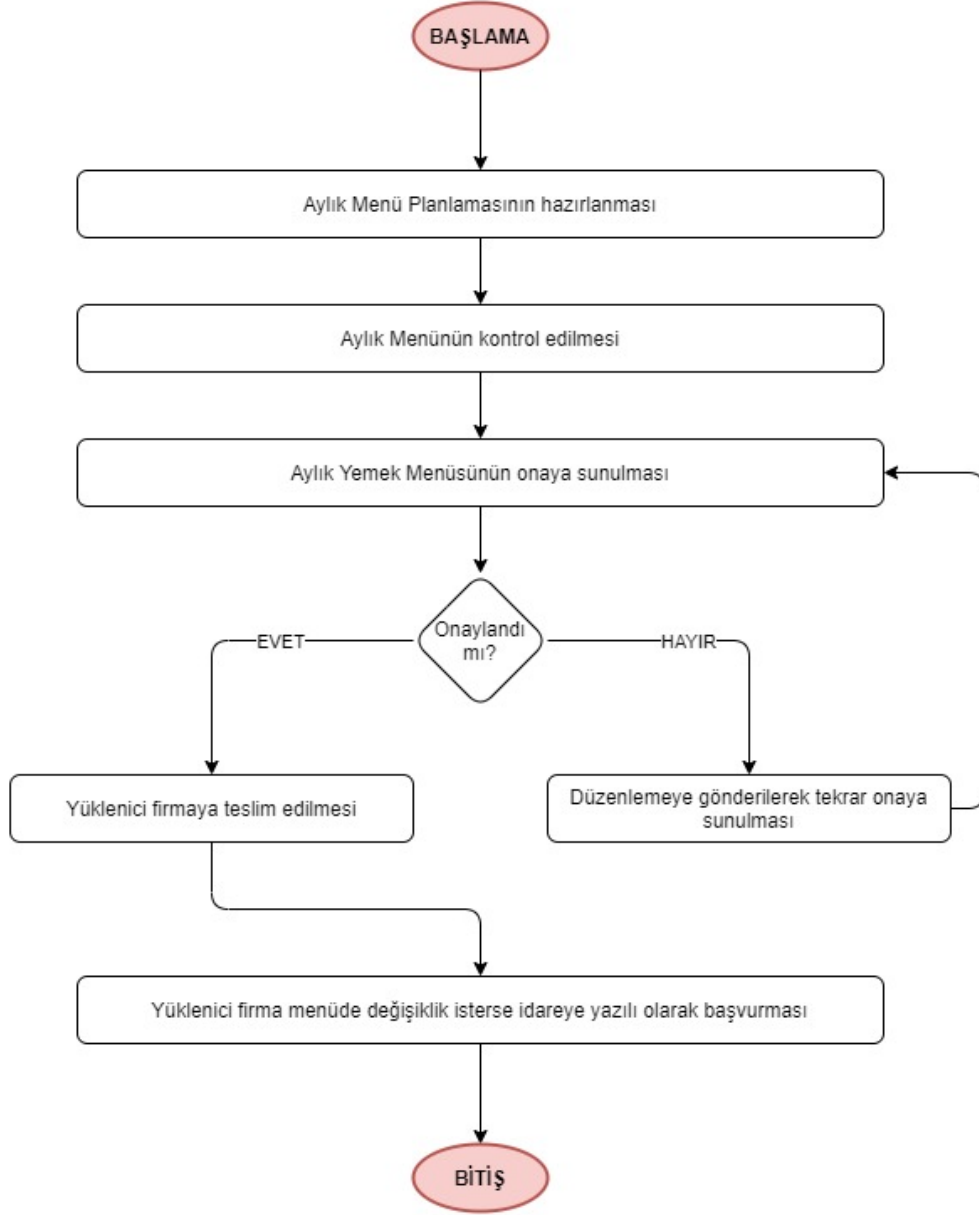 BAŞLAMA
Aylık Menü Planlamasının hazırlanması
Aylık Menünün kontrol edilmesi
Aylık Yemek Menüsünün onaya sunulması
Onaylandı
mı?
EVET
HAYIR
Yüklenici firmaya teslim edilmesi
Düzenlemeye gönderilerek tekrar onaya
sunulması
Yüklenici firma menüde değişiklik isterse idareye yazılı olarak başvurması
BİTİŞ